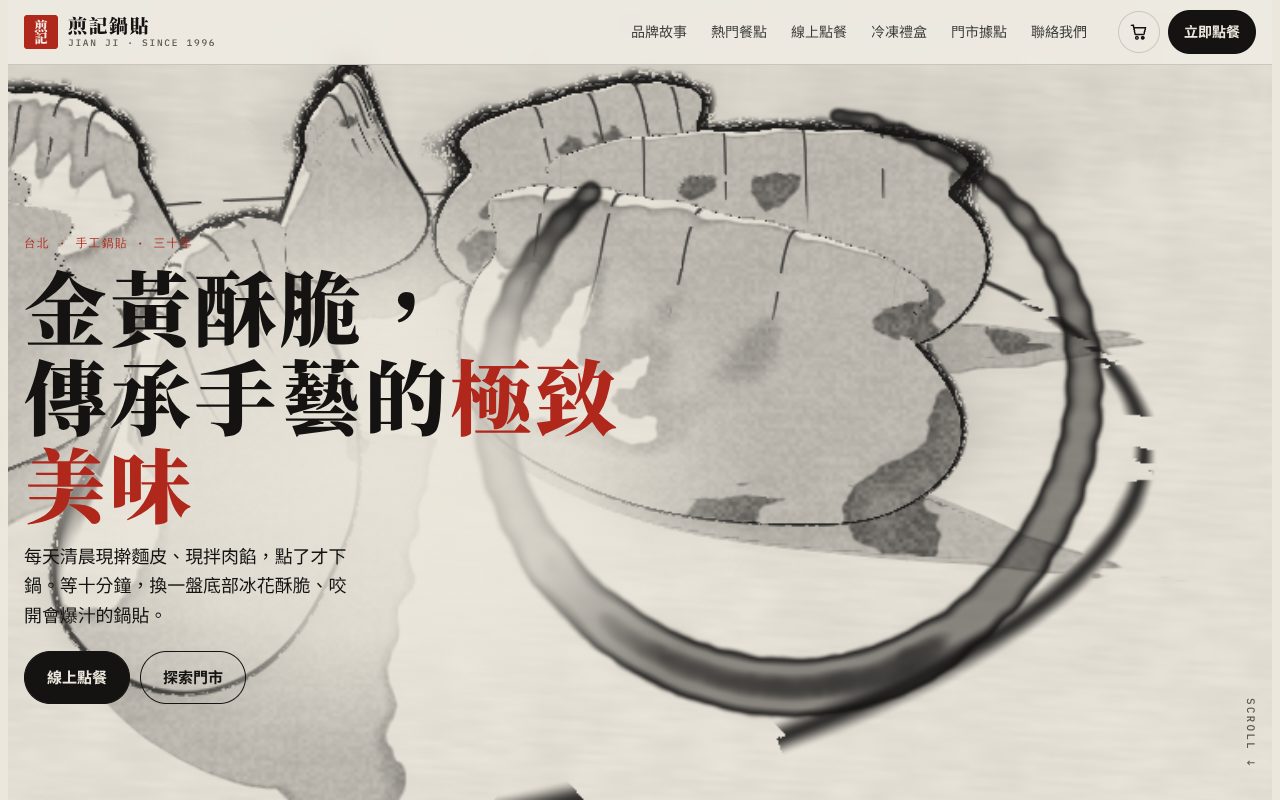 煎記
煎記鍋貼
JIAN JI · SINCE 1996
品牌故事
熱門餐點
線上點餐
冷凍禮盒
門市據點
聯絡我們
立即點餐
台北 · 手工鍋貼 · 三十年
金黃酥脆，
傳承手藝的極致
美味
每天清晨現擀麵皮、現拌肉餡，點了才下
鍋。等十分鐘，換一盤底部冰花酥脆、咬
開會爆汁的鍋貼。
線上點餐
探索門市
SCROLL ↓